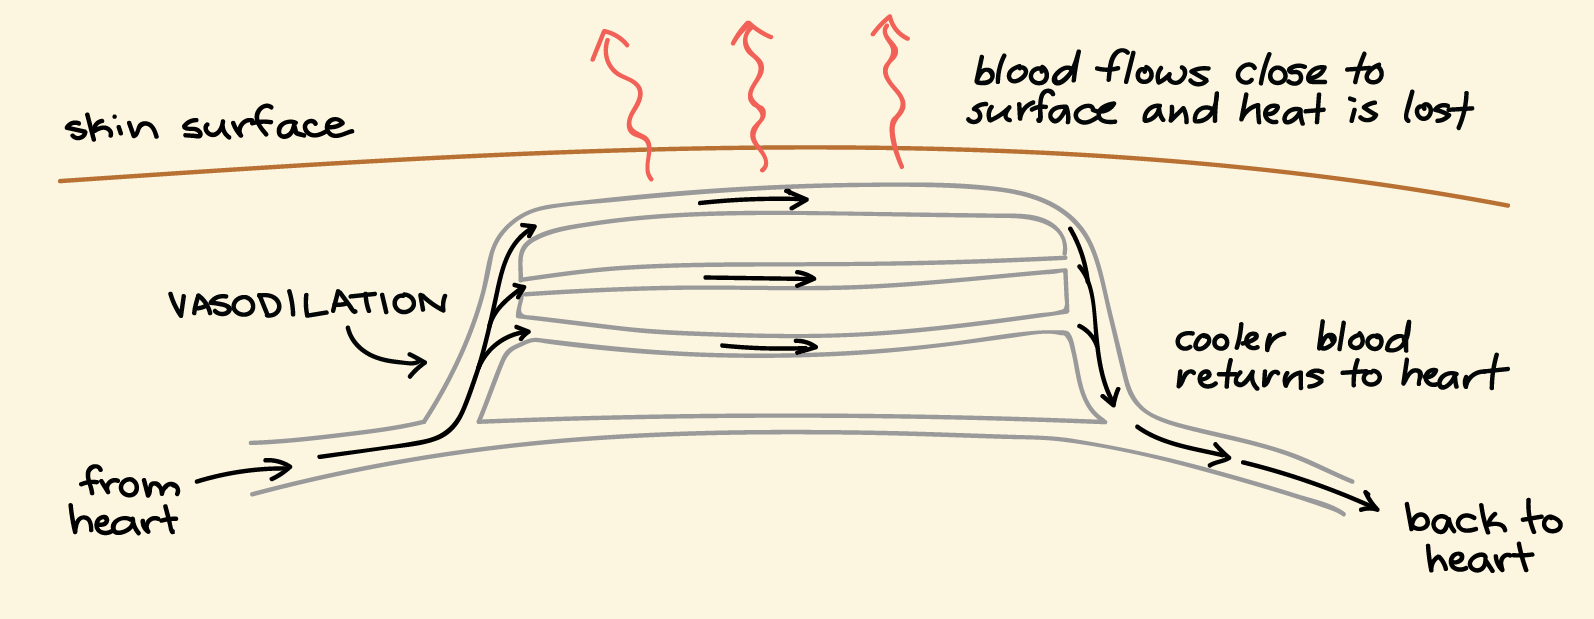 blood flows close to
surface and heat is lost
skin surface
VASODILATION
cooler blood
returns to heart
from
heart
back to
heart